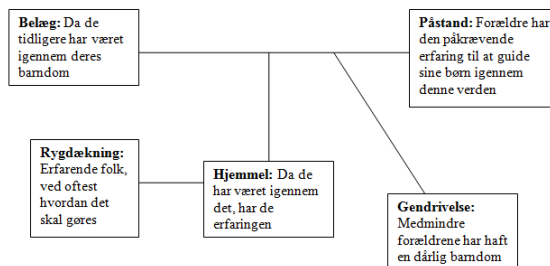 Belæg: Da de
tidligere har været
igennem deres
barndom
Påstand: Forældre har
den påkrævende
erfaring til at guide
sine børn igennem
denne verden
Rygdækning:
Erfarende folk,
ved oftest
hvordan det
skal gøres
Hjemmel: Da de
har været igennem
det, har de
erfaringen
Gendrivelse:
Medmindre
forældrene har haft
en dårlig barndom